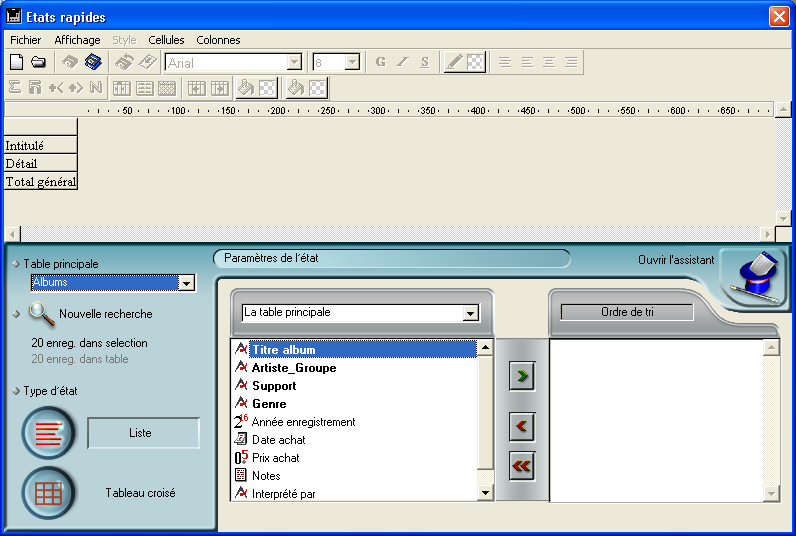 Etats rapides
Fichier Affichage Style Cellules Colonnes
Arial 8 G I S
50 100 150 200 250 300 350 400 450 500 550 600 650
Intitulé
Détail
Total général
Table principale
Albums
Nouvelle recherche
20 enreg. dans selection
20 enreg. dans table
Type d'état
Liste
Tableau croisé
Paramètres de l'état
Ouvrir l'assistant
La table principale
Titre album
Artiste_Groupe
Support
Genre
Année enregistrement
Date achat
Prix achat
Notes
Interprété par
Ordre de tri